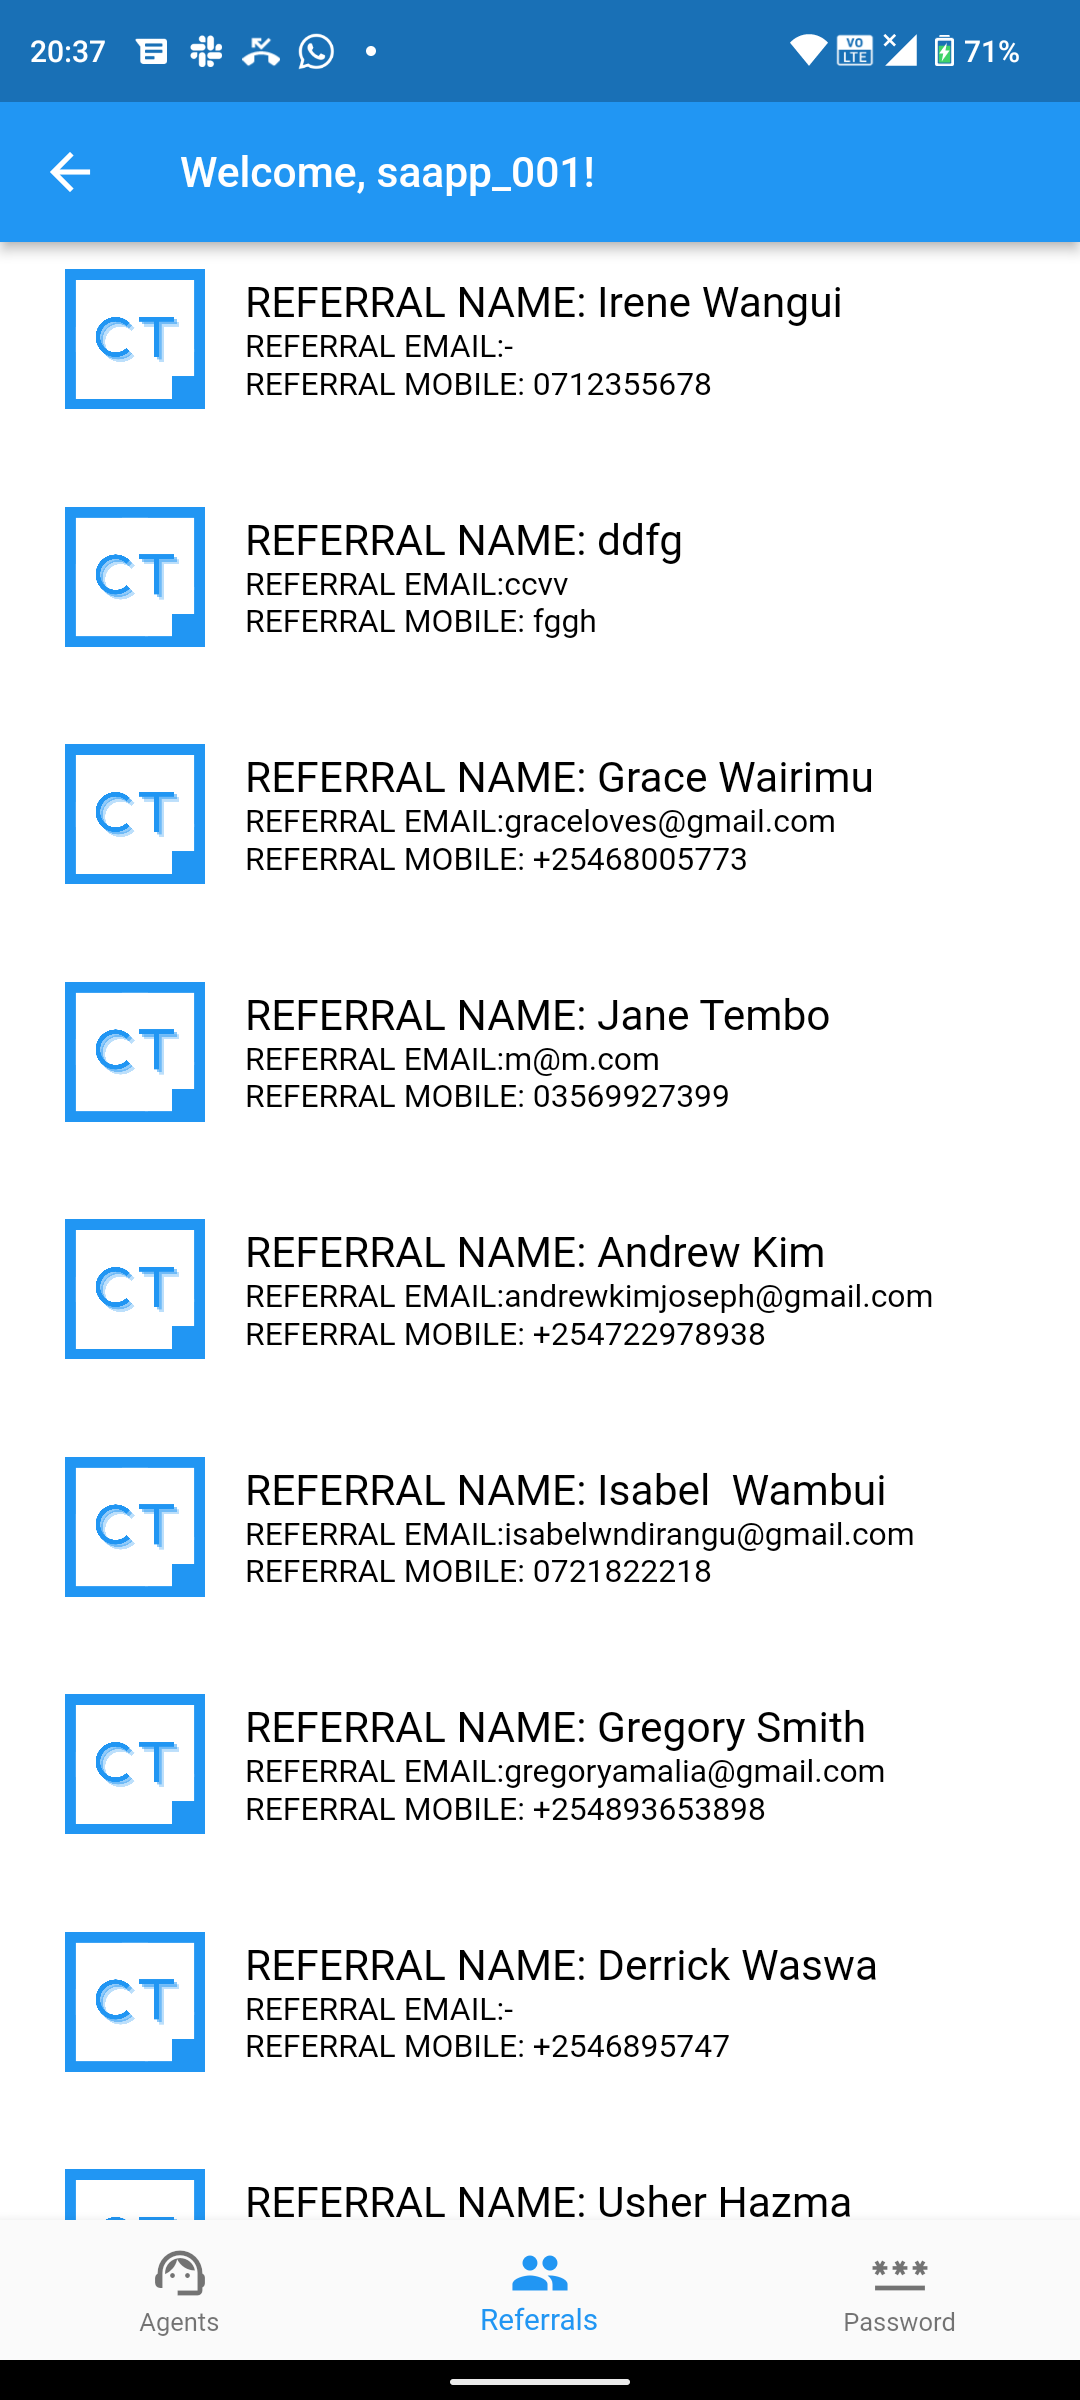 20:37
VO LTE
71%
Welcome, saapp_001!
CT
REFERRAL NAME: Irene Wangui
REFERRAL EMAIL:-
REFERRAL MOBILE: 0712355678
CT
REFERRAL NAME: ddfg
REFERRAL EMAIL:ccvv
REFERRAL MOBILE: fggh
CT
REFERRAL NAME: Grace Wairimu
REFERRAL EMAIL:graceloves@gmail.com
REFERRAL MOBILE: +25468005773
CT
REFERRAL NAME: Jane Tembo
REFERRAL EMAIL:m@m.com
REFERRAL MOBILE: 03569927399
CT
REFERRAL NAME: Andrew Kim
REFERRAL EMAIL:andrewkimjoseph@gmail.com
REFERRAL MOBILE: +254722978938
CT
REFERRAL NAME: Isabel  Wambui
REFERRAL EMAIL:isabelwndirangu@gmail.com
REFERRAL MOBILE: 0721822218
CT
REFERRAL NAME: Gregory Smith
REFERRAL EMAIL:gregoryamalia@gmail.com
REFERRAL MOBILE: +254893653898
CT
REFERRAL NAME: Derrick Waswa
REFERRAL EMAIL:-
REFERRAL MOBILE: +2546895747
REFERRAL NAME: Usher Hazma
Agents
Referrals
Password